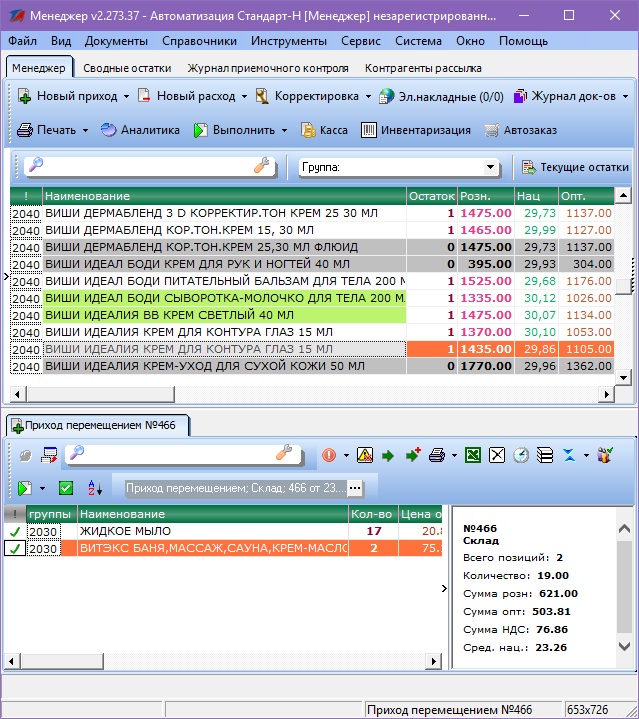 Менеджер v2.273.37 - Автоматизация Стандарт-Н [Менеджер] незарегистрированн...
Файл Вид Документы Справочники Инструменты Сервис Система Окно Помощь
Менеджер Сводные остатки Журнал приемочного контроля Контрагенты рассылка
Новый приход Новый расход Корректировка Эл.накладные (0/0) Журнал док-ов
Печать Аналитика Выполнить Касса Инвентаризация Автозаказ
Группа: Текущие остатки
! Наименование Остаток Розн. Нац Опт.
2040 ВИШИ ДЕРМАБЛЕНД 3 D КОРРЕКТИР.ТОН КРЕМ 25 30 МЛ 1 1475.00 29,73 1137.00
2040 ВИШИ ДЕРМАБЛЕНД КОР.ТОН.КРЕМ 15, 30 МЛ 1 1465.00 29,99 1127.00
2040 ВИШИ ДЕРМАБЛЕНД КОР.ТОН.КРЕМ 25,30 МЛ ФЛЮИД 0 1475.00 29,73 1137.00
2040 ВИШИ ИДЕАЛ БОДИ КРЕМ ДЛЯ РУК И НОГТЕЙ 40 МЛ 0 395.00 29,93 304.00
2040 ВИШИ ИДЕАЛ БОДИ ПИТАТЕЛЬНЫЙ БАЛЬЗАМ ДЛЯ ТЕЛА 200 М 1 1525.00 29,68 1176.00
2040 ВИШИ ИДЕАЛ БОДИ СЫВОРОТКА-МОЛОЧКО ДЛЯ ТЕЛА 200 М 1 1335.00 30,12 1026.00
2040 ВИШИ ИДЕАЛИЯ ВВ КРЕМ СВЕТЛЫЙ 40 МЛ 1 1475.00 30,07 1134.00
2040 ВИШИ ИДЕАЛИЯ КРЕМ ДЛЯ КОНТУРА ГЛАЗ 15 МЛ 1 1370.00 30,10 1053.00
2040 ВИШИ ИДЕАЛИЯ КРЕМ ДЛЯ КОНТУРА ГЛАЗ 15 МЛ 1 1435.00 29,86 1105.00
2040 ВИШИ ИДЕАЛИЯ КРЕМ-УХОД ДЛЯ СУХОЙ КОЖИ 50 МЛ 0 1770.00 29,96 1362.00
Приход перемещением №466
Приход перемещением; Склад; 466 от 23.... ...
! группы Наименование Кол-во Цена о
2030 ЖИДКОЕ МЫЛО 17 20.8
2030 ВИТЭКС БАНЯ,МАССАЖ,САУНА,КРЕМ-МАСЛО 2 75.
№466
Склад
Всего позиций: 2
Количество: 19.00
Сумма розн: 621.00
Сумма опт: 503.81
Сумма НДС: 76.86
Сред. нац.: 23.26
Приход перемещением №466 653x726